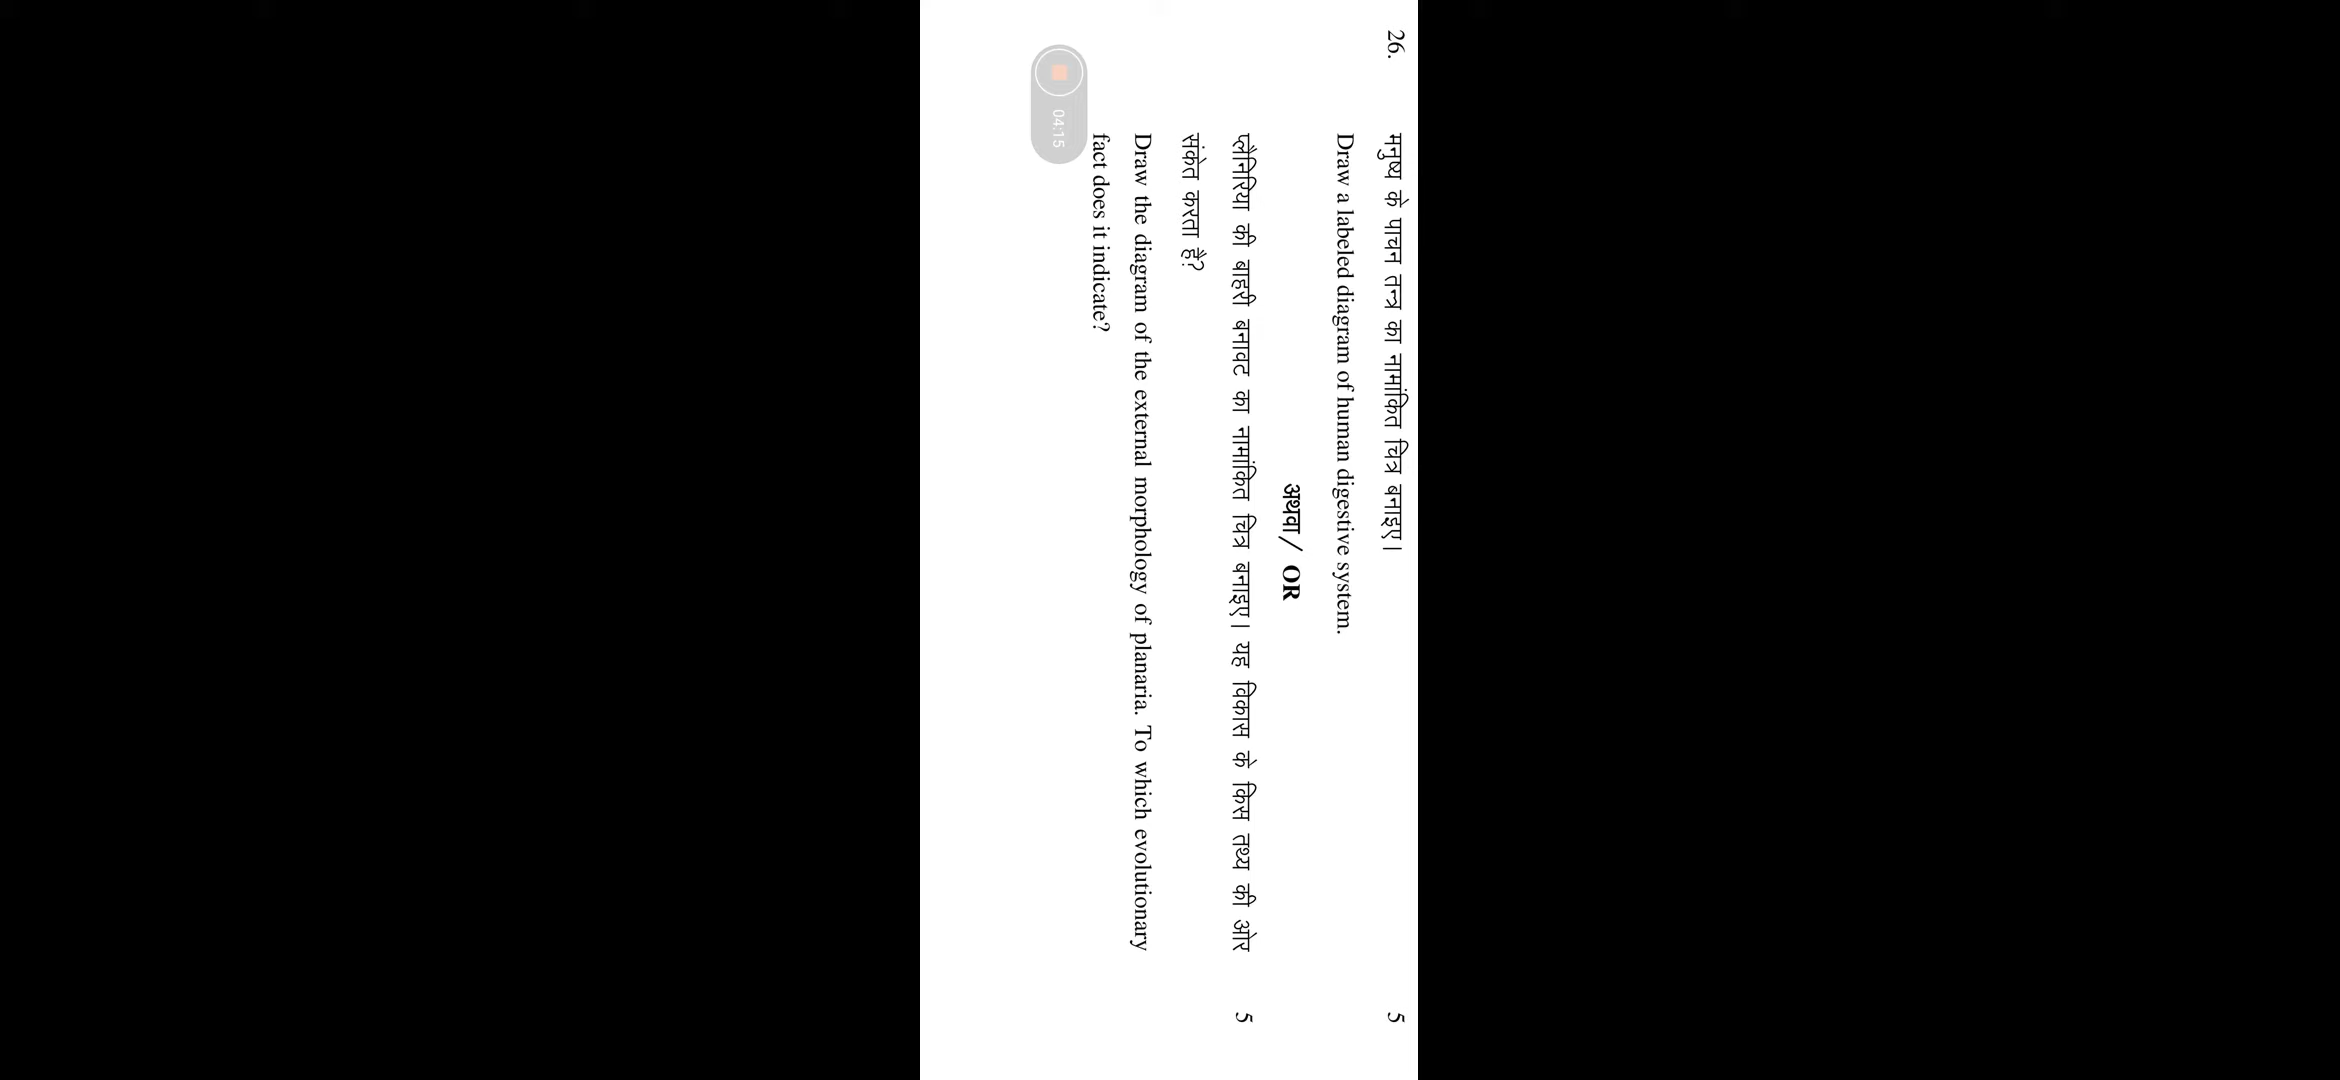 26. मनुष्य के पाचन तन्त्र का नामांकित चित्र बनाइए। 5
Draw a labeled diagram of human digestive system.
अथवा/ OR
प्लैनिरिया की बाहरी बनावट का नामांकित चित्र बनाइए। यह विकास के किस तथ्य की ओर 5
संकेत करता है?
Draw the diagram of the external morphology of planaria. To which evolutionary
fact does it indicate?
04:15